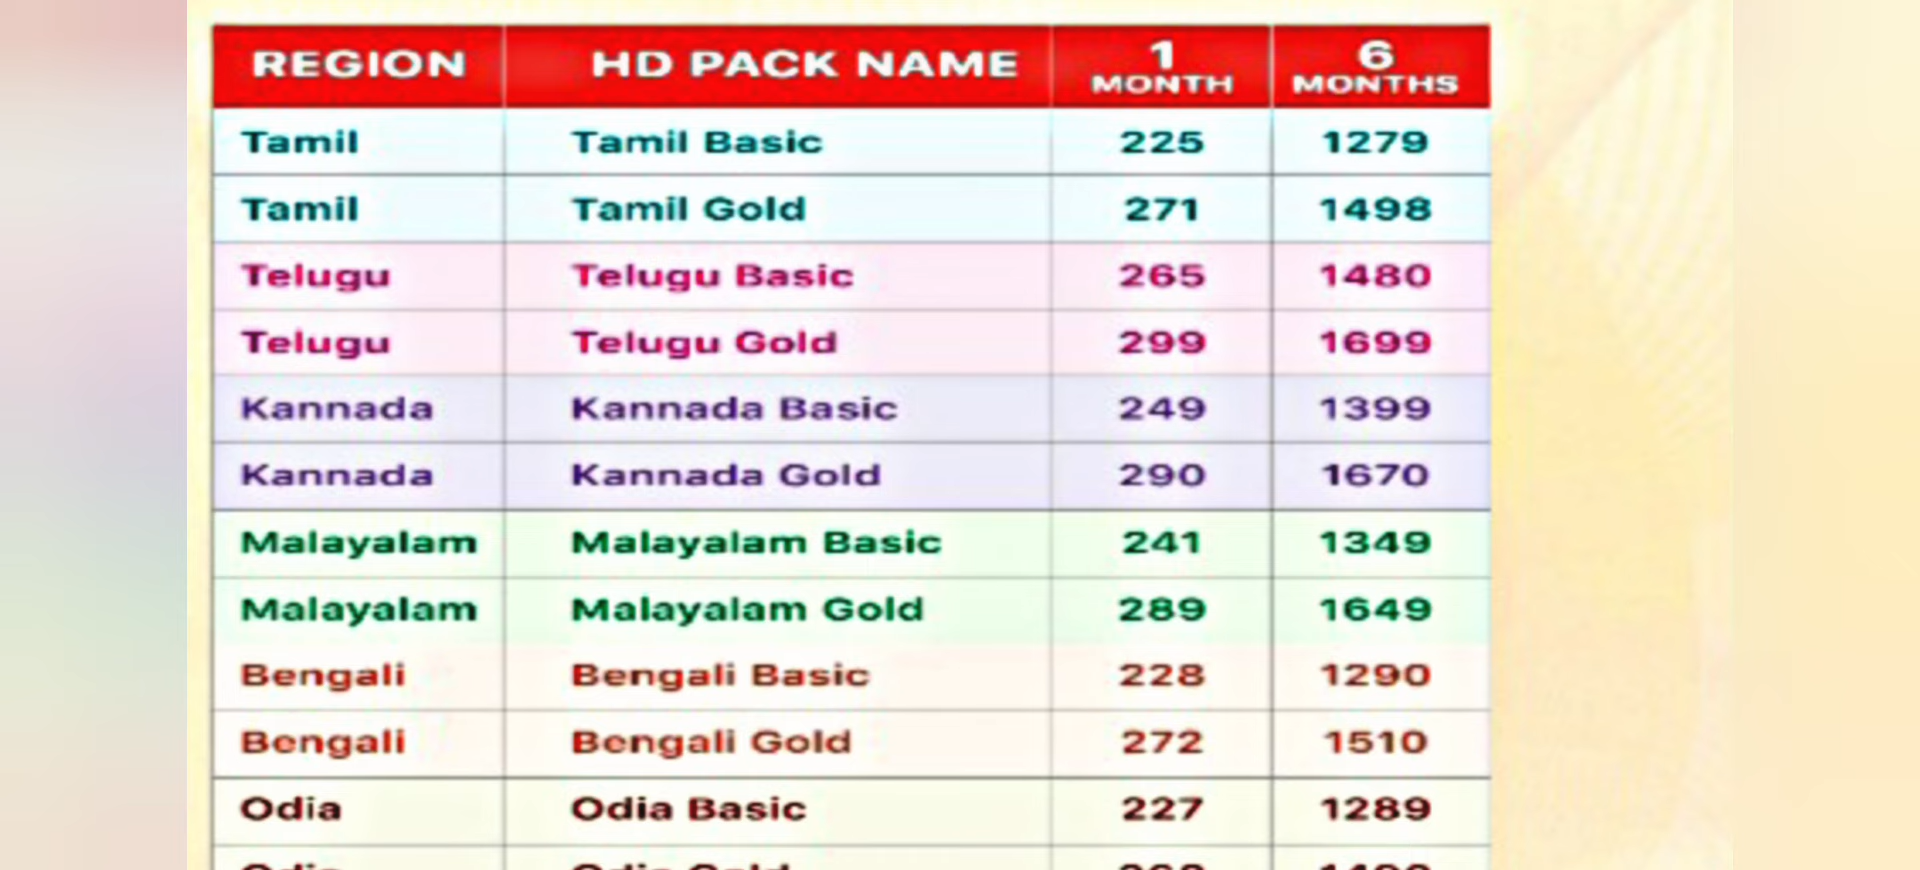 REGION HD PACK NAME 1 MONTH 6 MONTHS
Tamil Tamil Basic 225 1279
Tamil Tamil Gold 271 1498
Telugu Telugu Basic 265 1480
Telugu Telugu Gold 299 1699
Kannada Kannada Basic 249 1399
Kannada Kannada Gold 290 1670
Malayalam Malayalam Basic 241 1349
Malayalam Malayalam Gold 289 1649
Bengali Bengali Basic 228 1290
Bengali Bengali Gold 272 1510
Odia Odia Basic 227 1289
Odia Odia Gold